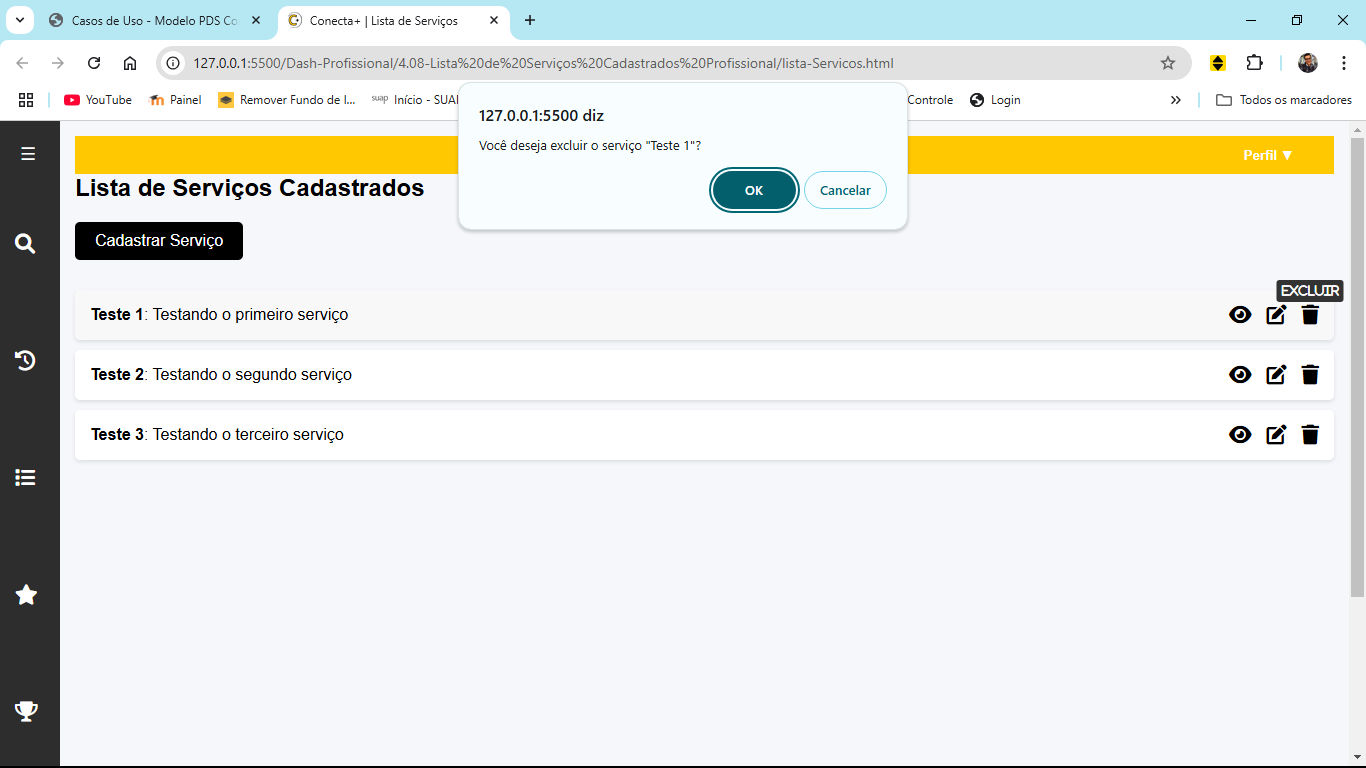 Casos de Uso - Modelo PDS Co
Conecta+ | Lista de Serviços
127.0.0.1:5500/Dash-Profissional/4.08-Lista%20de%20Serviços%20Cadastrados%20Profissional/lista-Servicos.html
YouTube
Painel
Remover Fundo de I...
suap Início - SUAP
Controle
Login
Todos os marcadores
127.0.0.1:5500 diz
Você deseja excluir o serviço "Teste 1"?
OK
Cancelar
Perfil ▼
Lista de Serviços Cadastrados
Cadastrar Serviço
EXCLUIR
Teste 1: Testando o primeiro serviço
Teste 2: Testando o segundo serviço
Teste 3: Testando o terceiro serviço